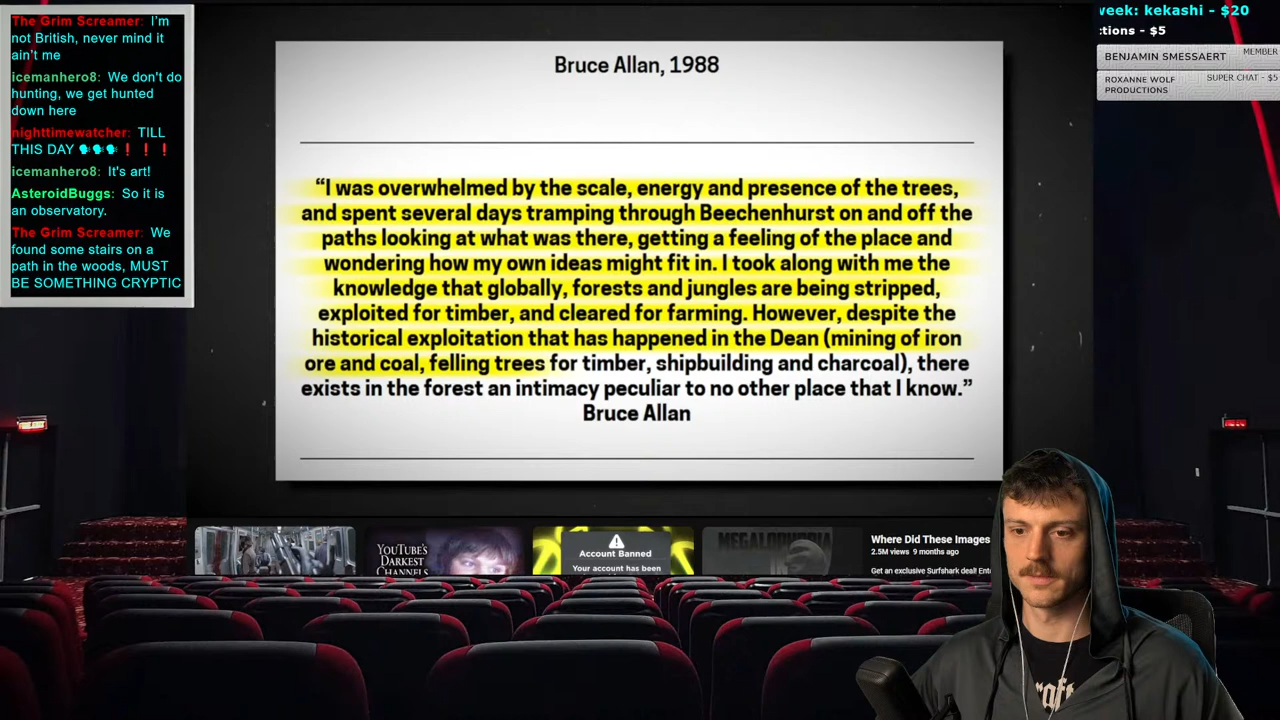 The Grim Screamer: I'm
not British, never mind it
ain't me
icemanhero8: We don't do
hunting, we get hunted
down here
nighttimewatcher: TILL
THIS DAY 🗣🗣🗣❗❗❗
icemanhero8: It's art!
AsteroidBuggs: So it is
an observatory.
The Grim Screamer: We
found some stairs on a
path in the woods, MUST
BE SOMETHING CRYPTIC
Bruce Allan, 1988
“I was overwhelmed by the scale, energy and presence of the trees,
and spent several days tramping through Beechenhurst on and off the
paths looking at what was there, getting a feeling of the place and
wondering how my own ideas might fit in. I took along with me the
knowledge that globally, forests and jungles are being stripped,
exploited for timber, and cleared for farming. However, despite the
historical exploitation that has happened in the Dean (mining of iron
ore and coal, felling trees for timber, shipbuilding and charcoal), there
exists in the forest an intimacy peculiar to no other place that I know.”
Bruce Allan
week: kekashi - $20
ctions - $5
BENJAMIN SMESSAERT MEMBER
ROXANNE WOLF SUPER CHAT - $5
PRODUCTIONS
YOUTUBE'S
DARKEST
CHANNELS
Account Banned
Your account has been
MEGALOPHOBIA
Where Did These Images
2.5M views 9 months ago
Get an exclusive Surfshark deal!